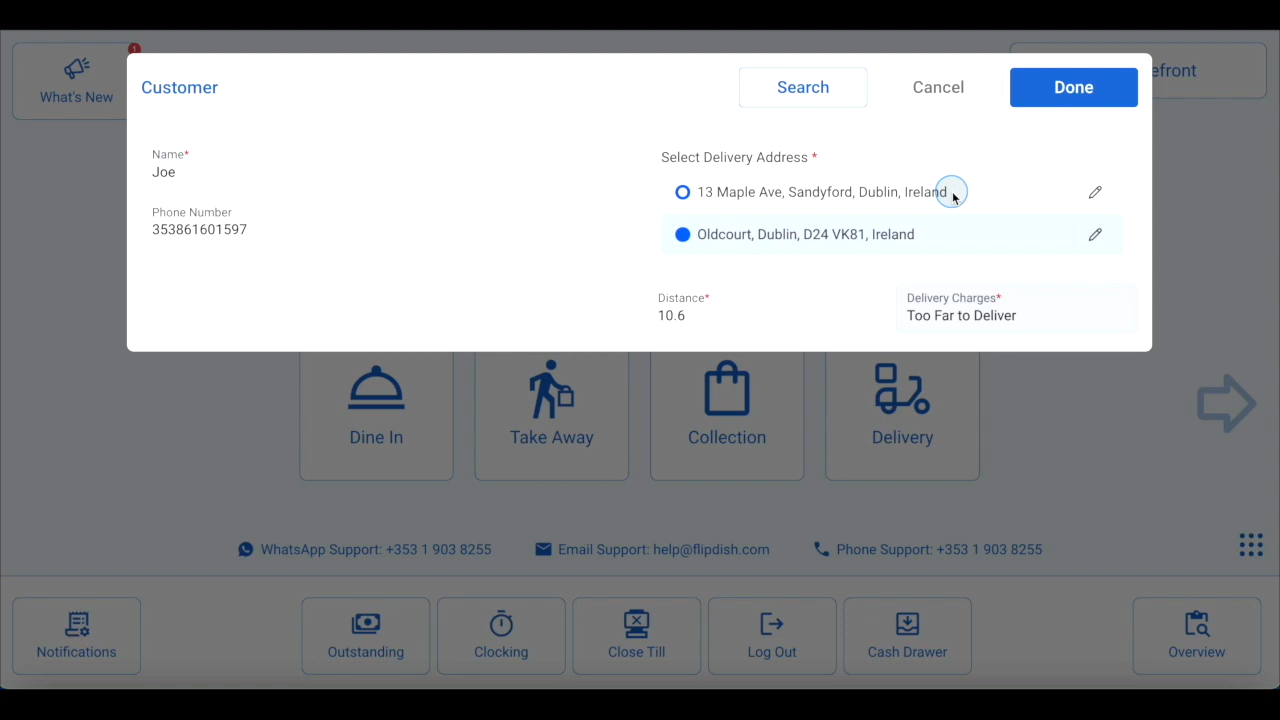 What's New
1
efront
Customer
Search
Cancel
Done
Name*
Joe
Phone Number
353861601597
Select Delivery Address *
13 Maple Ave, Sandyford, Dublin, Ireland
Oldcourt, Dublin, D24 VK81, Ireland
Distance*
10.6
Delivery Charges*
Too Far to Deliver
Dine In
Take Away
Collection
Delivery
WhatsApp Support: +353 1 903 8255
Email Support: help@flipdish.com
Phone Support: +353 1 903 8255
Notifications
Outstanding
Clocking
Close Till
Log Out
Cash Drawer
Overview